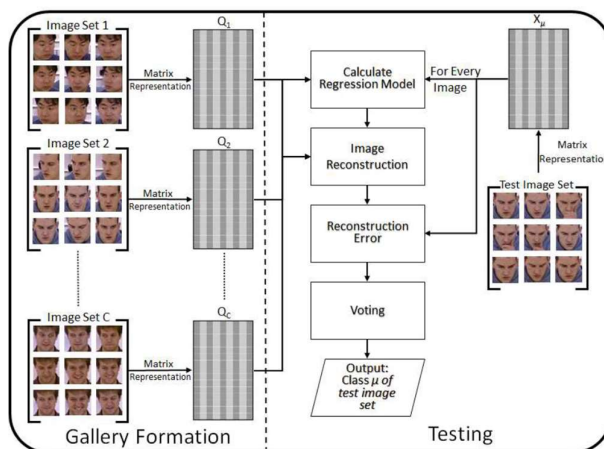 Image Set 1
Q1
Matrix
Representation
Image Set 2
Q2
Matrix
Representation
Image Set C
QC
Matrix
Representation
Gallery Formation
Calculate
Regression Model
For Every
Image
Xμ
Matrix
Representation
Test Image Set
Image
Reconstruction
Reconstruction
Error
Voting
Output:
Class μ of
test image
set
Testing